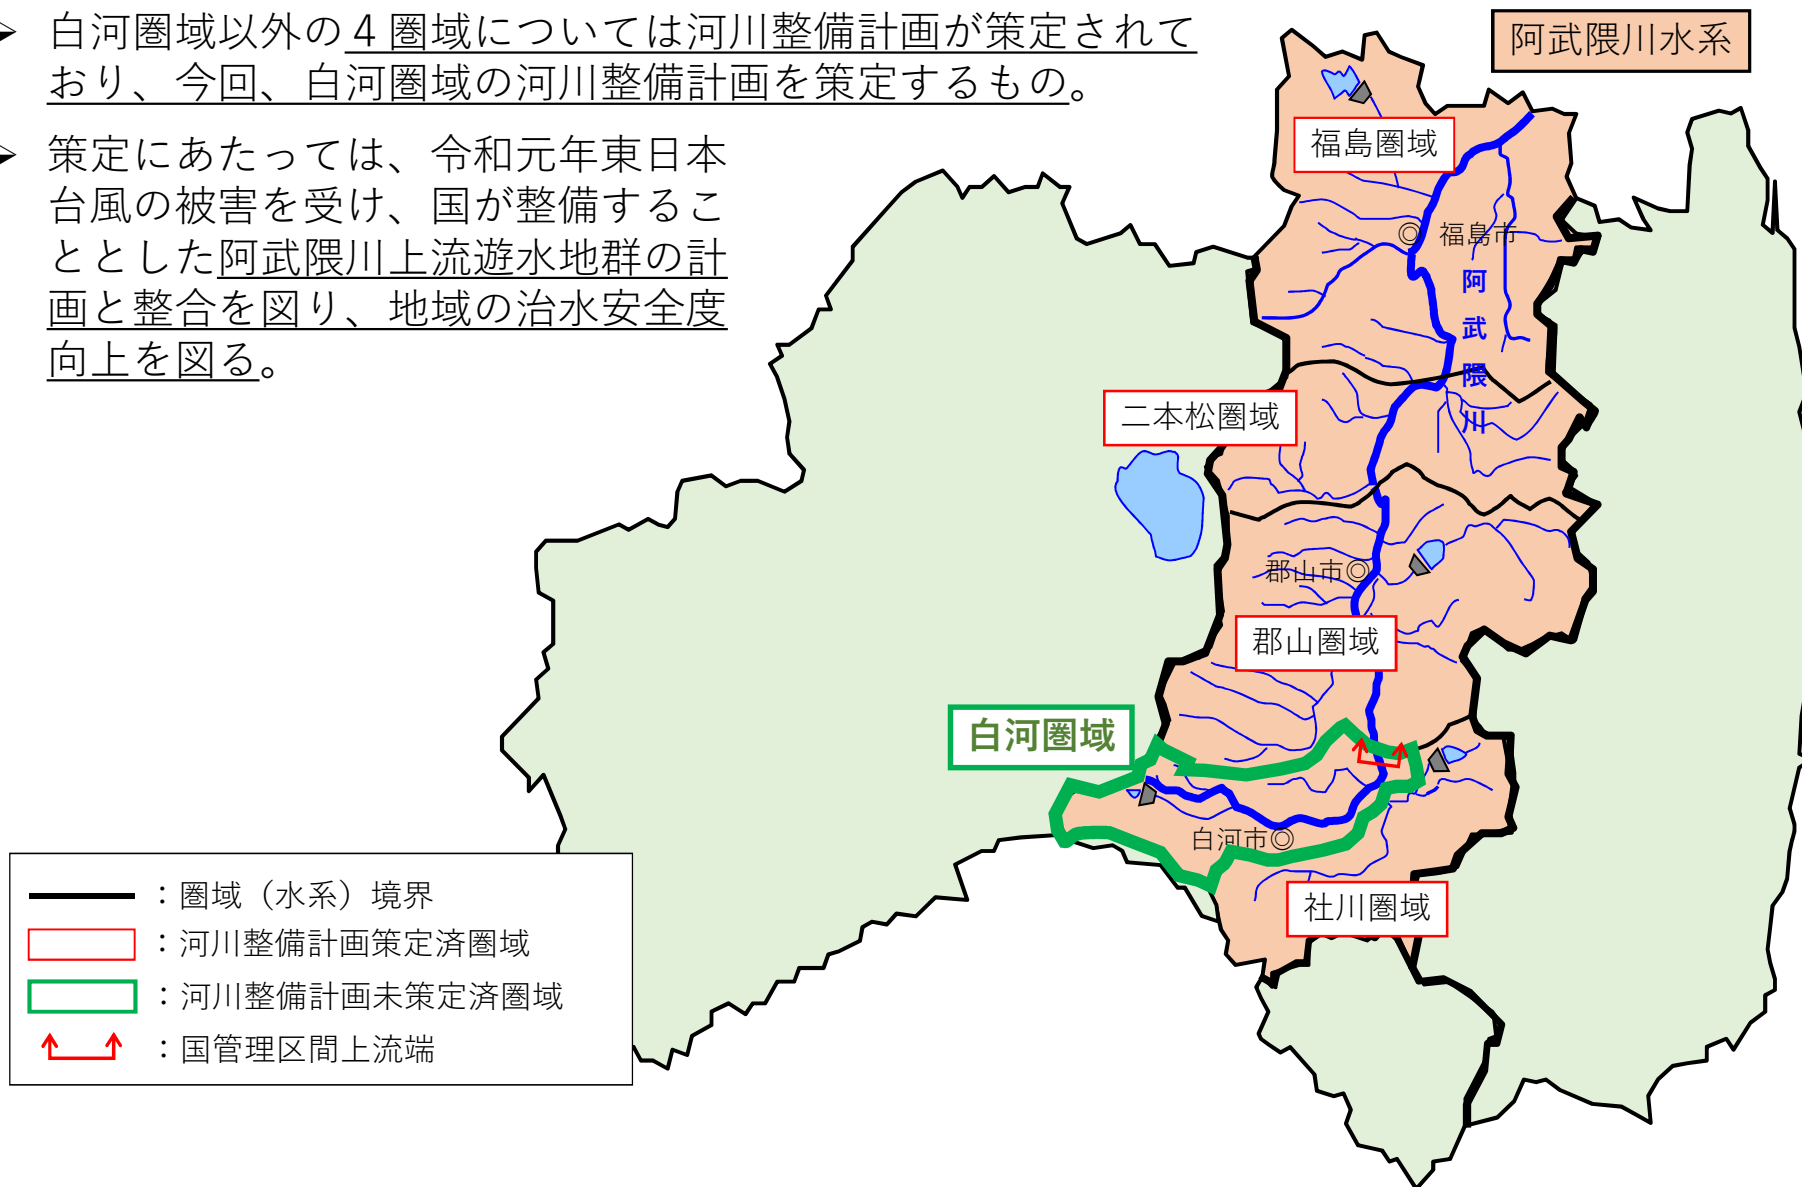 白河圏域以外の４圏域については河川整備計画が策定されて
おり、今回、白河圏域の河川整備計画を策定するもの。
策定にあたっては、令和元年東日本
台風の被害を受け、国が整備するこ
ととした阿武隈川上流遊水地群の計
画と整合を図り、地域の治水安全度
向上を図る。
阿武隈川水系
福島圏域
◎ 福島市
阿
武
隈
川
二本松圏域
郡山市◎
郡山圏域
白河圏域
白河市◎
社川圏域
：圏域（水系）境界
：河川整備計画策定済圏域
：河川整備計画未策定済圏域
：国管理区間上流端